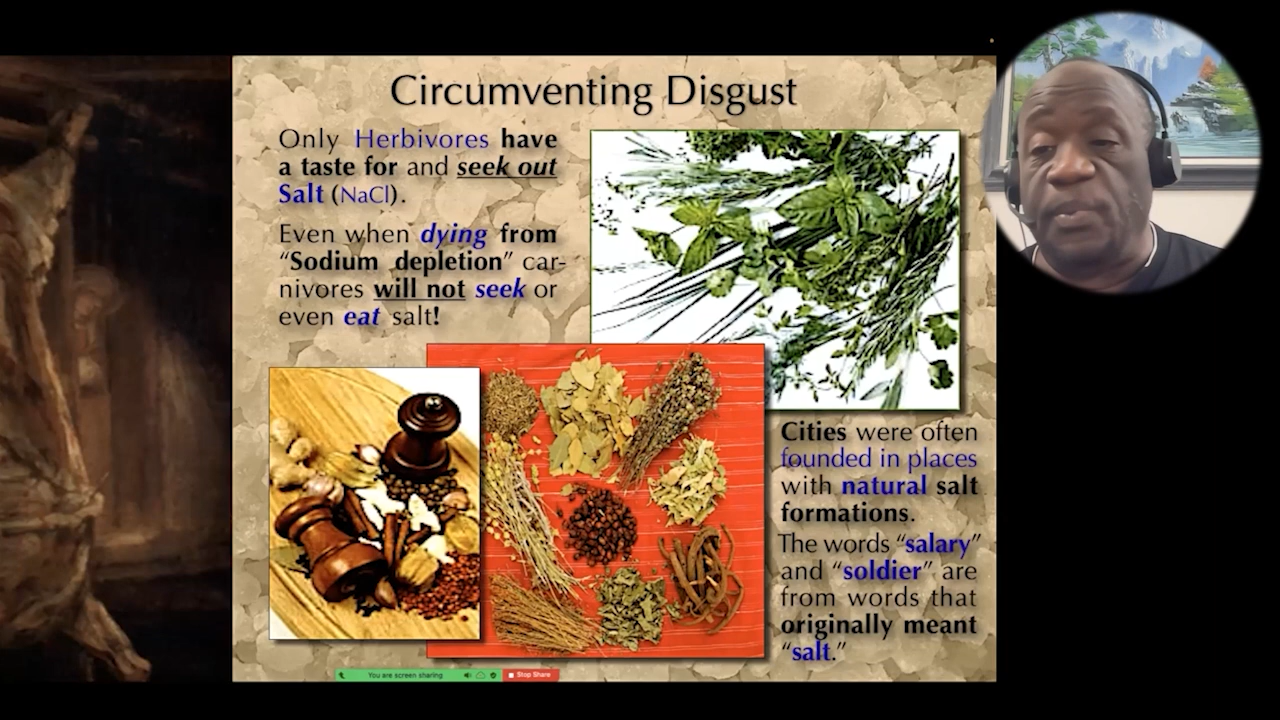 Circumventing Disgust
Only Herbivores have
a taste for and seek out
Salt (NaCl).
Even when dying from
“Sodium depletion” car-
nivores will not seek or
even eat salt!
Cities were often
founded in places
with natural salt
formations.
The words “salary”
and “soldier” are
from words that
originally meant
“salt.”
You are screen sharing
Stop Share